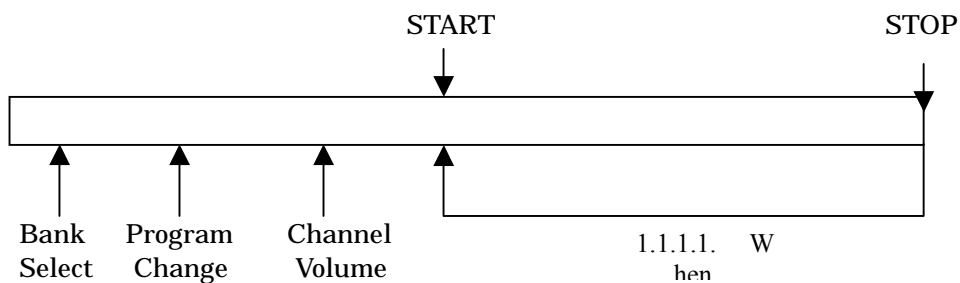 START STOP
Bank Program Channel
Select Change Volume
1.1.1.1. W
hen